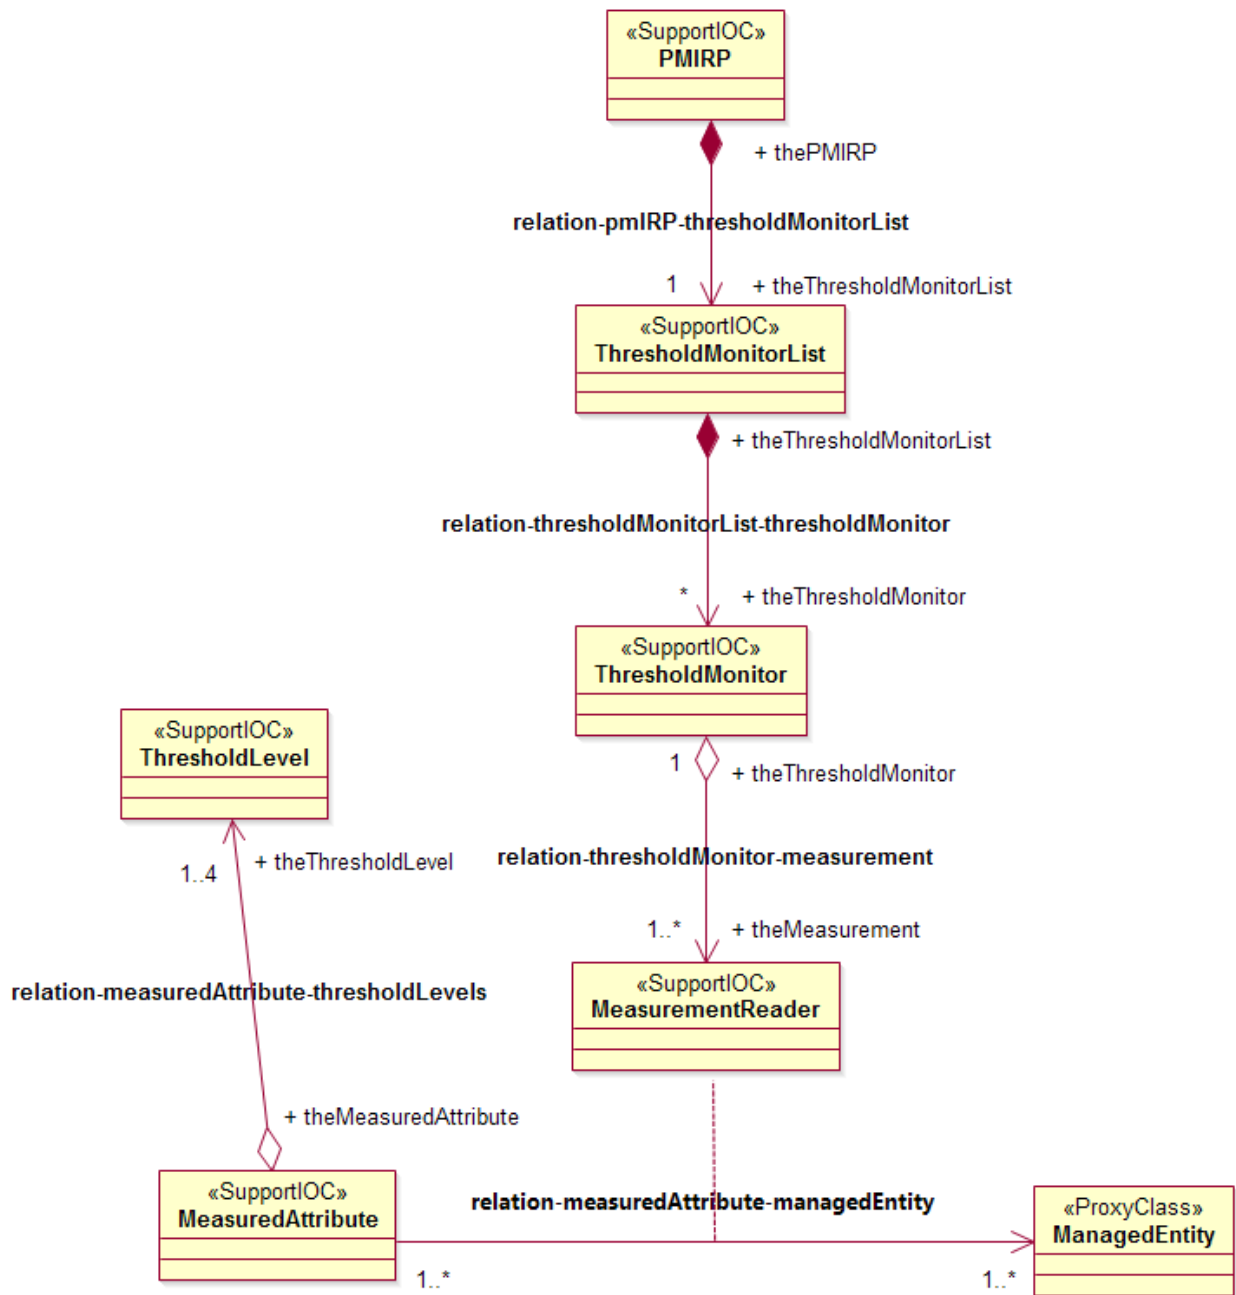 «SupportIOC»
PMIRP
+ thePMIRP
relation-pmIRP-thresholdMonitorList
1
+ theThresholdMonitorList
«SupportIOC»
ThresholdMonitorList
+ theThresholdMonitorList
relation-thresholdMonitorList-thresholdMonitor
*
+ theThresholdMonitor
«SupportIOC»
ThresholdMonitor
1
+ theThresholdMonitor
«SupportIOC»
ThresholdLevel
1..4
+ theThresholdLevel
relation-thresholdMonitor-measurement
1..*
+ theMeasurement
«SupportIOC»
MeasurementReader
relation-measuredAttribute-thresholdLevels
+ theMeasuredAttribute
«SupportIOC»
MeasuredAttribute
relation-measuredAttribute-managedEntity
1..*
1..*
«ProxyClass»
ManagedEntity